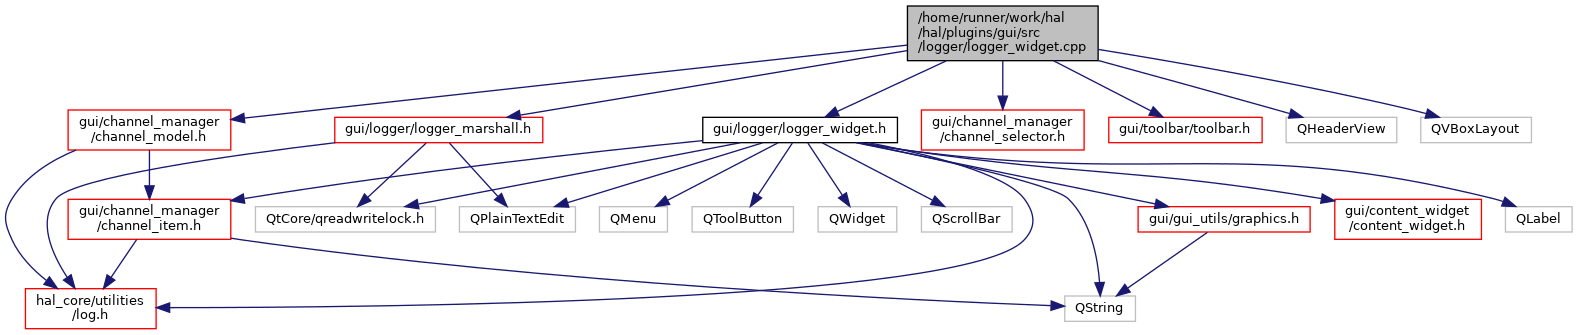 /home/runner/work/hal
/hal/plugins/gui/src
/logger/logger_widget.cpp
gui/channel_manager
/channel_model.h
gui/logger/logger_marshall.h
gui/logger/logger_widget.h
gui/channel_manager
/channel_selector.h
gui/toolbar/toolbar.h
QHeaderView
QVBoxLayout
gui/channel_manager
/channel_item.h
QtCore/qreadwritelock.h
QPlainTextEdit
QMenu
QToolButton
QWidget
QScrollBar
gui/gui_utils/graphics.h
gui/content_widget
/content_widget.h
QLabel
hal_core/utilities
/log.h
QString